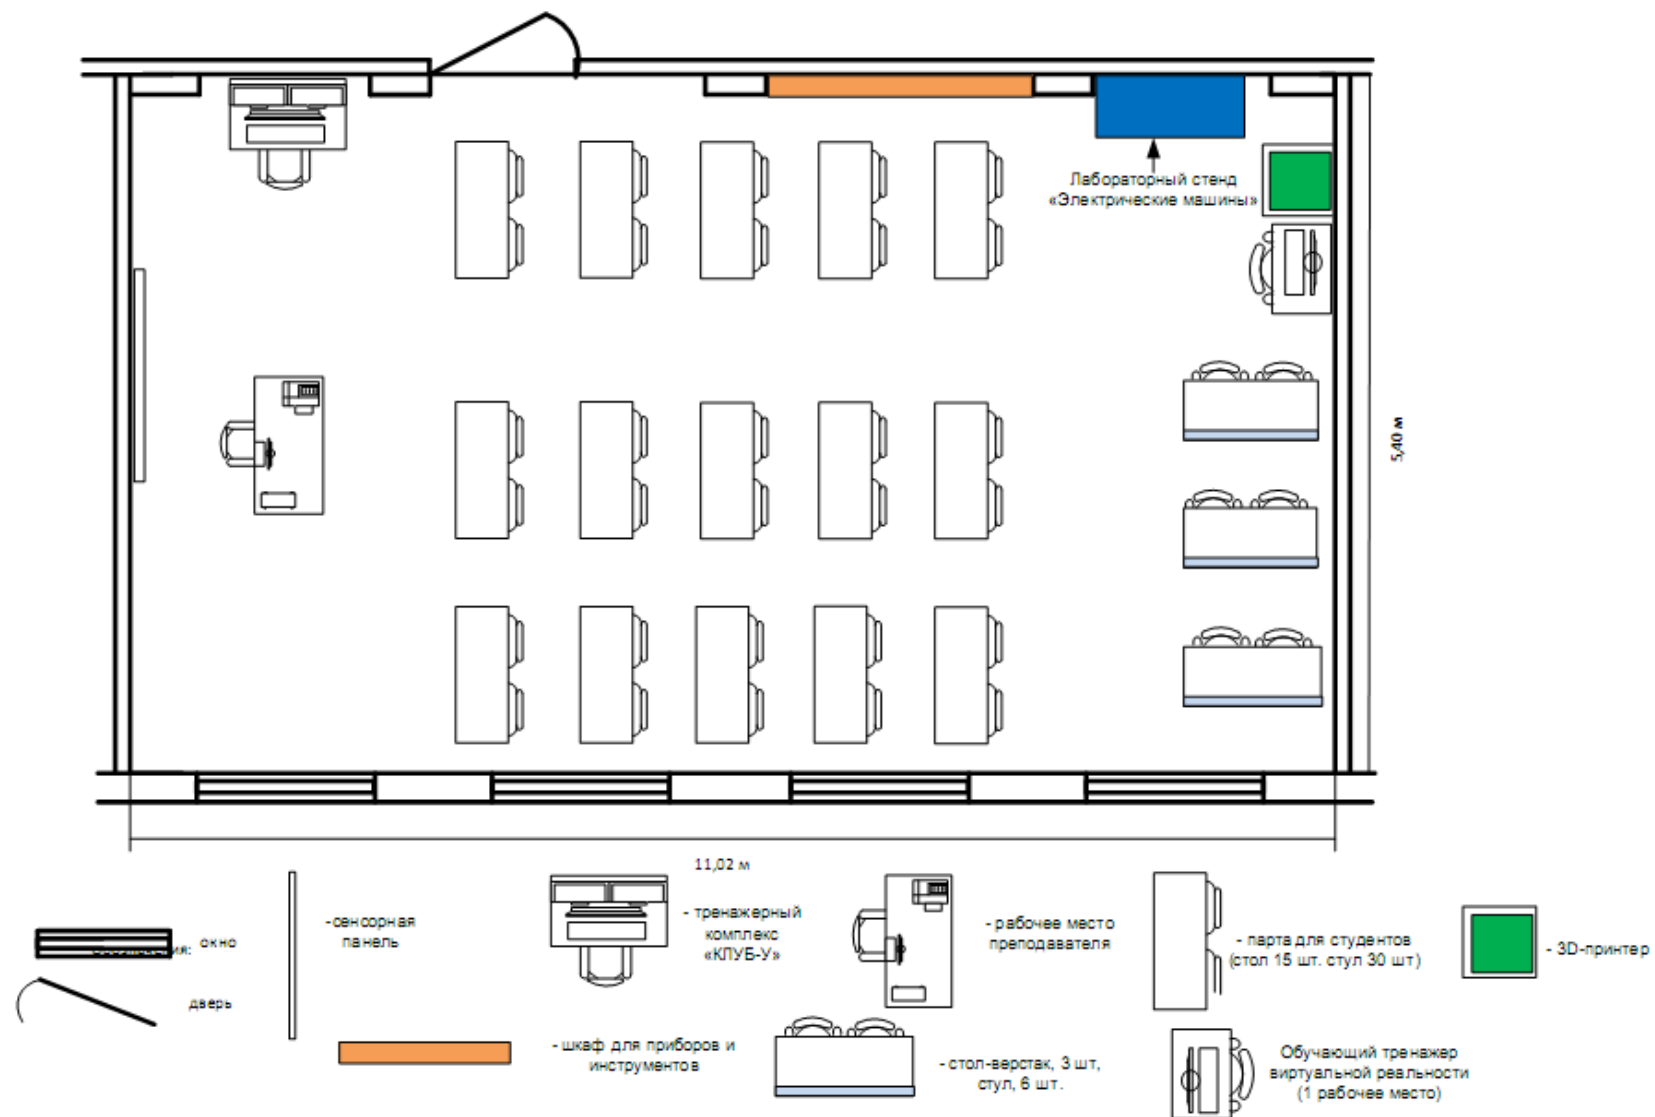 Лабораторный стенд
«Электрические машины»
5,40 м
11,02 м
окно
дверь
-сенсорная
панель
- шкаф для приборов и
инструментов
- тренажерный
комплекс
«КЛУБ-У»
- рабочее место
преподавателя
- стол-верстак, 3 шт,
стул, 6 шт.
- парта для студентов
(стол 15 шт. стул 30 шт)
Обучающий тренажер
виртуальной реальности
(1 рабочее место)
- 3D-принтер